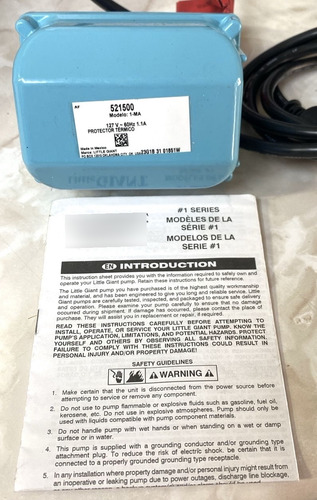 AF
521500
Modelo: 1-MA
127 V ~ 60Hz 1.1A
PROTECTOR TÉRMICO
Made in Mexico
Marca: LITTLE GIANT
#1 SERIES
MODÈLES DE LA
SÉRIE #1
MODELOS DE LA
SERIE #1
EN INTRODUCTION
This instruction sheet provides you with the information required to safely own and
operate your Little Giant pump. Retain these instructions for future reference.
The Little Giant pump you have purchased is of the highest quality workmanship
and material, and has been engineered to give you long and reliable service. Little
Giant pumps are carefully tested, inspected, and packaged to ensure safe delivery
and operation. Please examine your pump carefully to ensure that no damage
occurred during shipment. If damage has occurred, please contact the place of
purchase. They will assist you in replacement or repair, if required.
READ THESE INSTRUCTIONS CAREFULLY BEFORE ATTEMPTING TO
INSTALL, OPERATE, OR SERVICE YOUR LITTLE GIANT PUMP. KNOW THE
PUMP'S APPLICATION, LIMITATIONS, AND POTENTIAL HAZARDS. PROTECT
YOURSELF AND OTHERS BY OBSERVING ALL SAFETY INFORMATION.
FAILURE TO COMPLY WITH THESE INSTRUCTIONS COULD RESULT IN
PERSONAL INJURY AND/OR PROPERTY DAMAGE!
SAFETY GUIDELINES
WARNING
1. Make certain that the unit is disconnected from the power source before
attempting to service or remove any component.
2. Do not use to pump flammable or explosive fluids such as gasoline, fuel oil,
kerosene, etc. Do not use in explosive atmospheres. Pump should only be
used with liquids compatible with pump component materials.
3. Do not handle pump with wet hands or when standing on a wet or damp
surface or in water.
4. This pump is supplied with a grounding conductor and/or grounding type
attachment plug. To reduce the risk of electric shock, be certain that it is
connected to a properly grounded grounding type receptacle.
5. In any installation where property damage and/or personal injury might result from
an inoperative or leaking pump due to power outages, discharge line blockage,